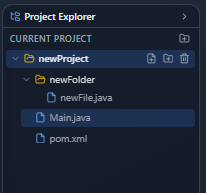 Project Explorer
CURRENT PROJECT
newProject
newFolder
newFile.java
Main.java
pom.xml